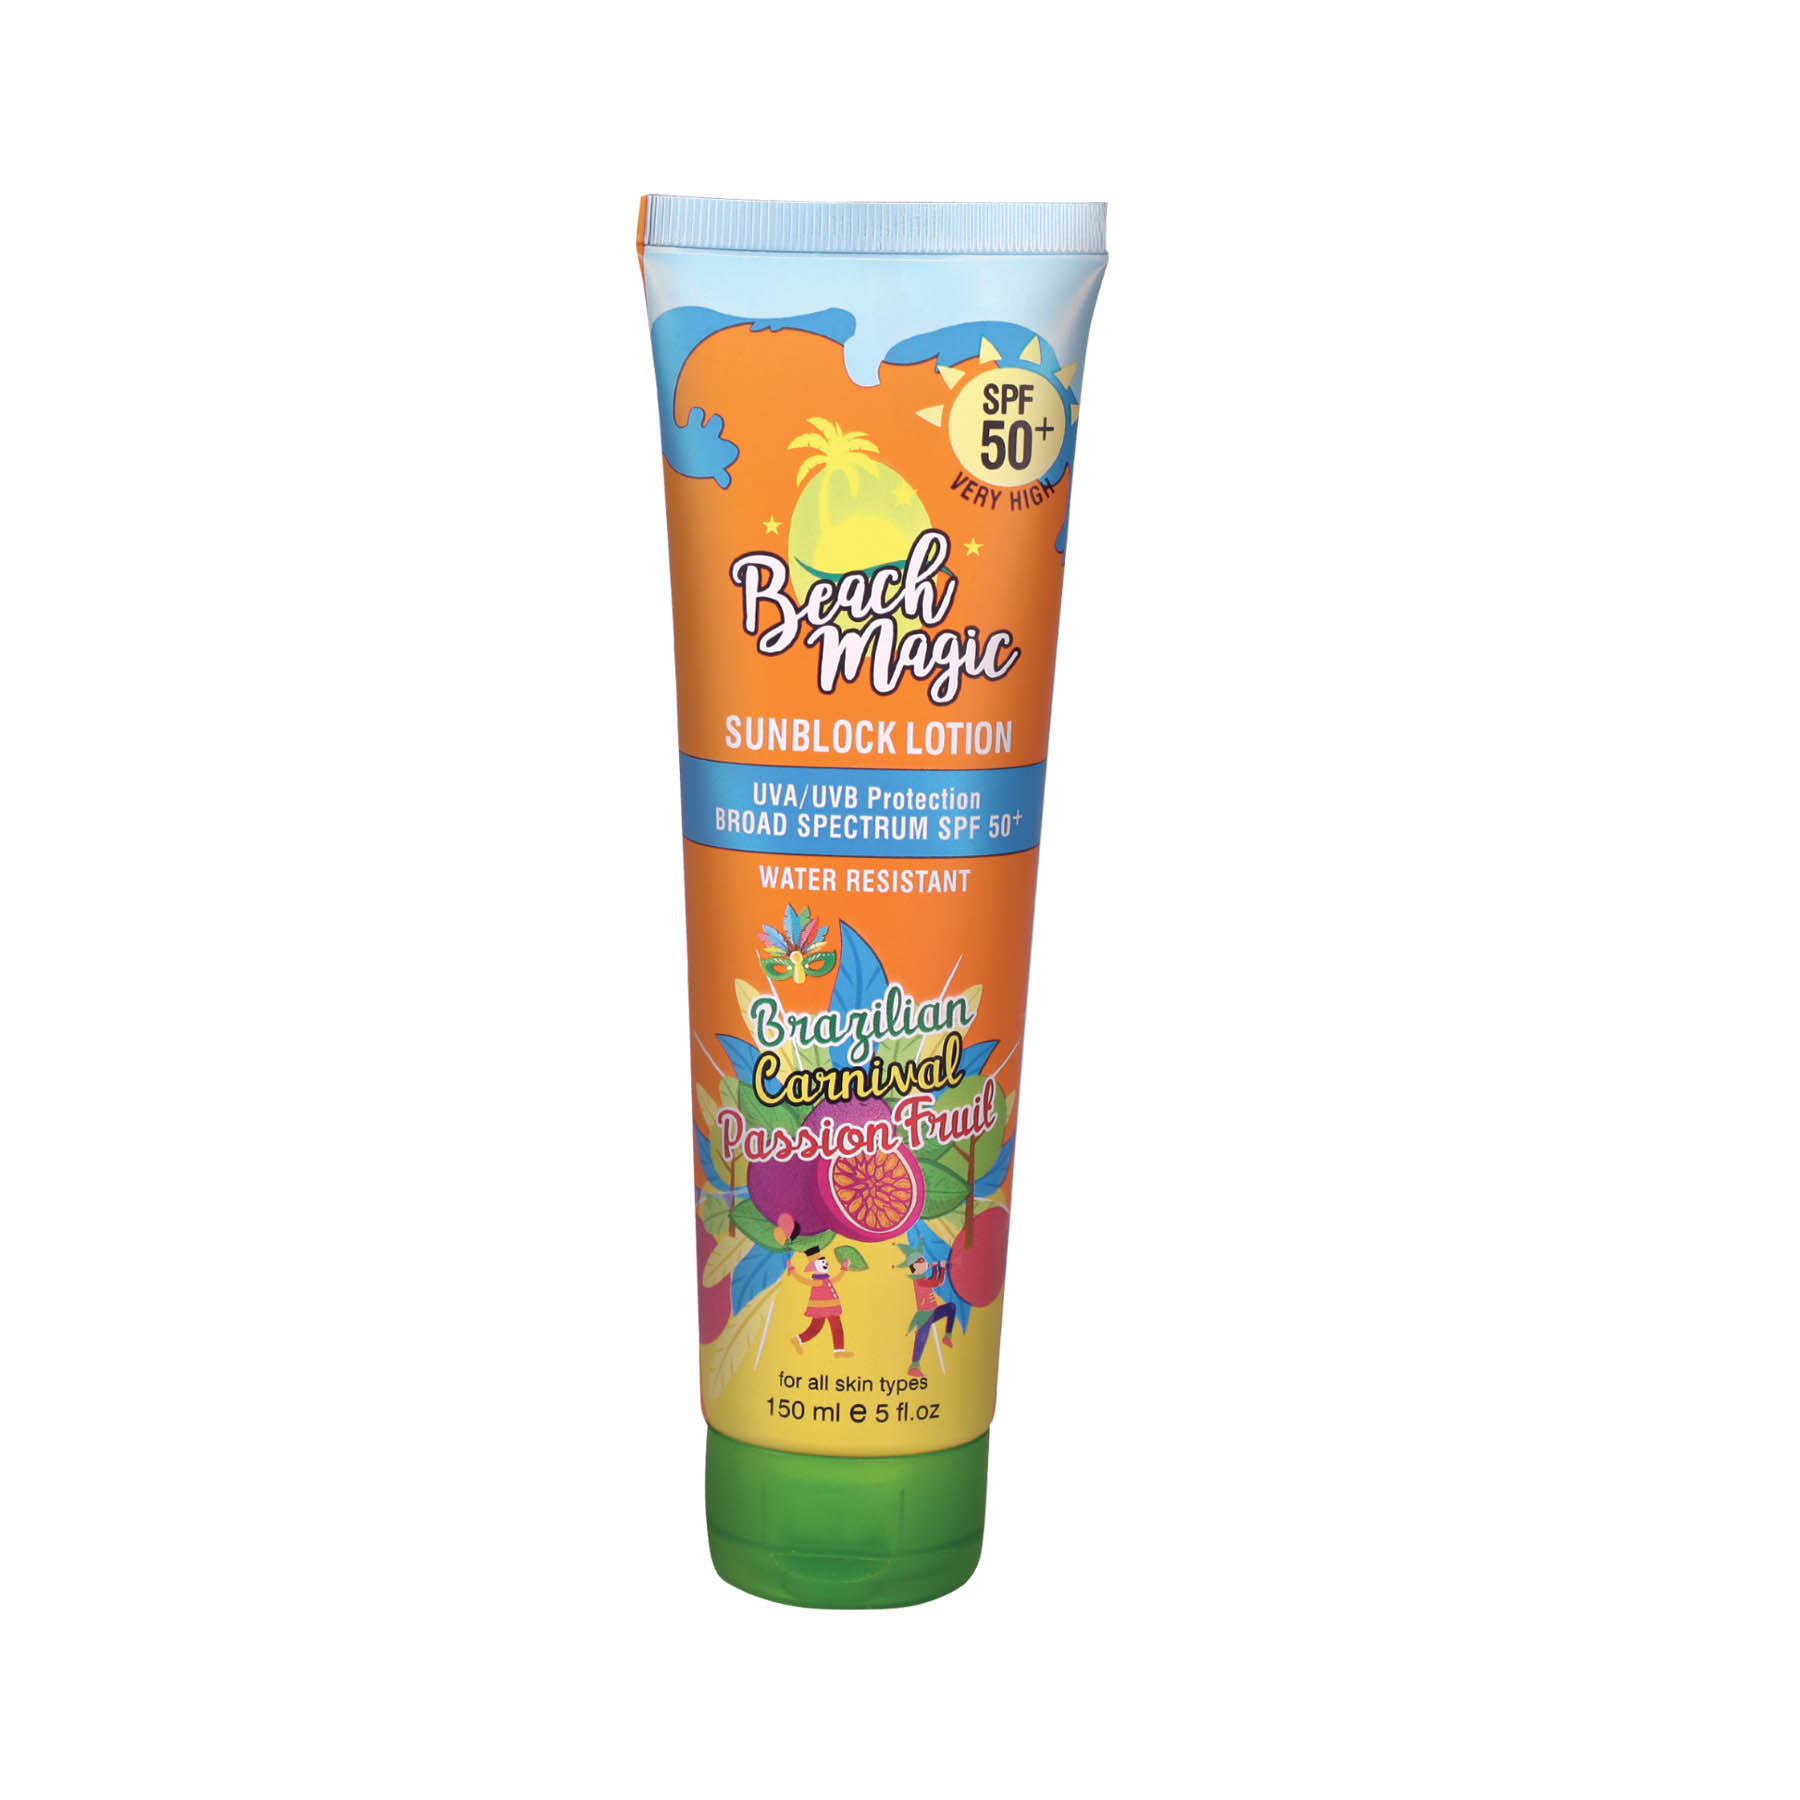 SPF
50+
VERY HIGH
Beach
Magic
SUNBLOCK LOTION
UVA/UVB Protection
BROAD SPECTRUM SPF 50+
WATER RESISTANT
Brazilian
Carnival
Passion Fruit
for all skin types
150 ml e 5 fl.oz